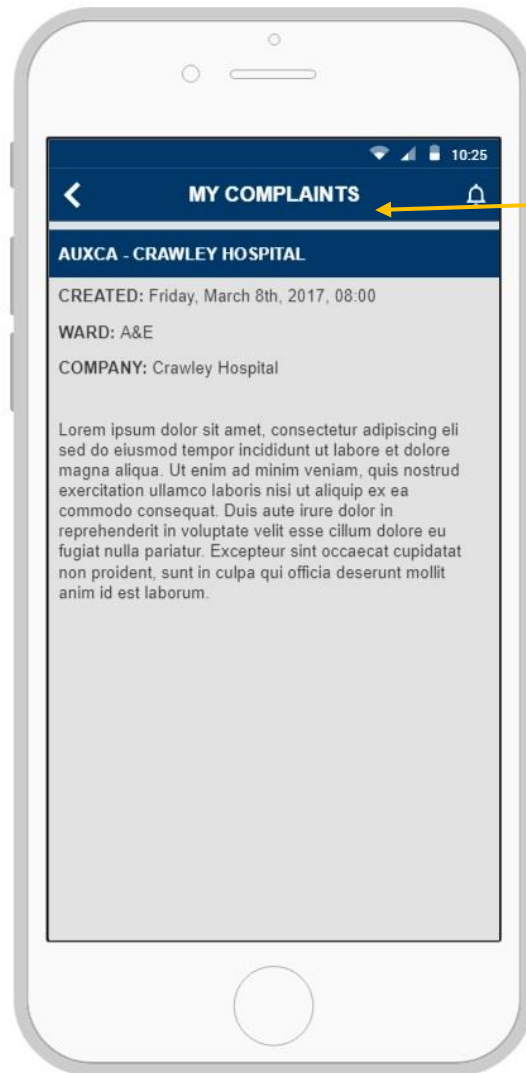 10:25
MY COMPLAINTS
AUXCA - CRAWLEY HOSPITAL
CREATED: Friday, March 8th, 2017, 08:00
WARD: A&E
COMPANY: Crawley Hospital
Lorem ipsum dolor sit amet, consectetur adipiscing eli
sed do eiusmod tempor incididunt ut labore et dolore
magna aliqua. Ut enim ad minim veniam, quis nostrud
exercitation ullamco laboris nisi ut aliquip ex ea
commodo consequat. Duis aute irure dolor in
reprehenderit in voluptate velit esse cillum dolore eu
fugiat nulla pariatur. Excepteur sint occaecat cupidatat
non proident, sunt in culpa qui officia deserunt mollit
anim id est laborum.